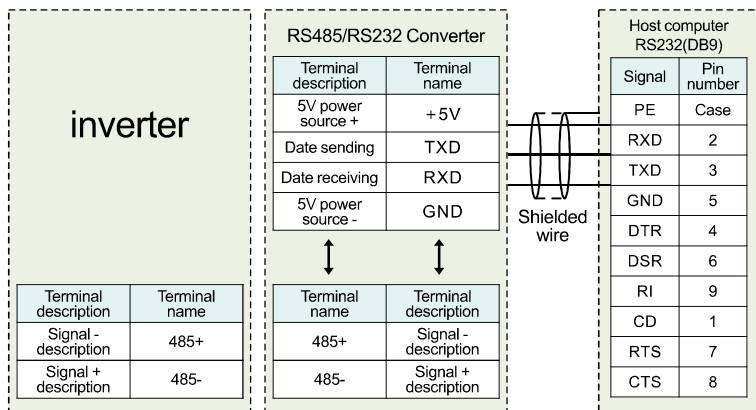 inverter
Terminal description Terminal name
Signal - description 485+
Signal + description 485-
RS485/RS232 Converter
Terminal description Terminal name
5V power source + +5V
Date sending TXD
Date receiving RXD
5V power source - GND
Terminal name Terminal description
485+ Signal - description
485- Signal + description
Shielded wire
Host computer
RS232(DB9)
Signal Pin number
PE Case
RXD 2
TXD 3
GND 5
DTR 4
DSR 6
RI 9
CD 1
RTS 7
CTS 8